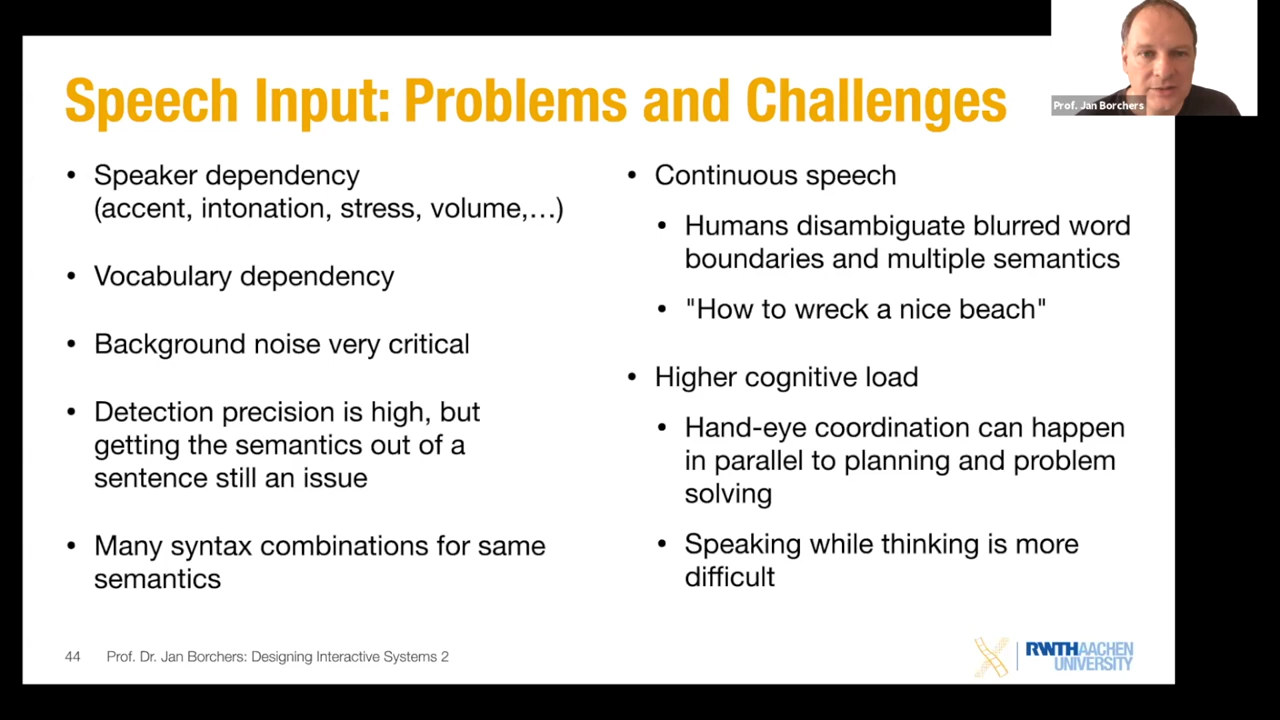 Speech Input: Problems and Challenges
Prof. Jan Borchers
• Speaker dependency
(accent, intonation, stress, volume,…)
• Vocabulary dependency
• Background noise very critical
• Detection precision is high, but
getting the semantics out of a
sentence still an issue
• Many syntax combinations for same
semantics
• Continuous speech
• Humans disambiguate blurred word
boundaries and multiple semantics
• "How to wreck a nice beach"
• Higher cognitive load
• Hand-eye coordination can happen
in parallel to planning and problem
solving
• Speaking while thinking is more
difficult
44 Prof. Dr. Jan Borchers: Designing Interactive Systems 2
RWTHAACHEN
UNIVERSITY